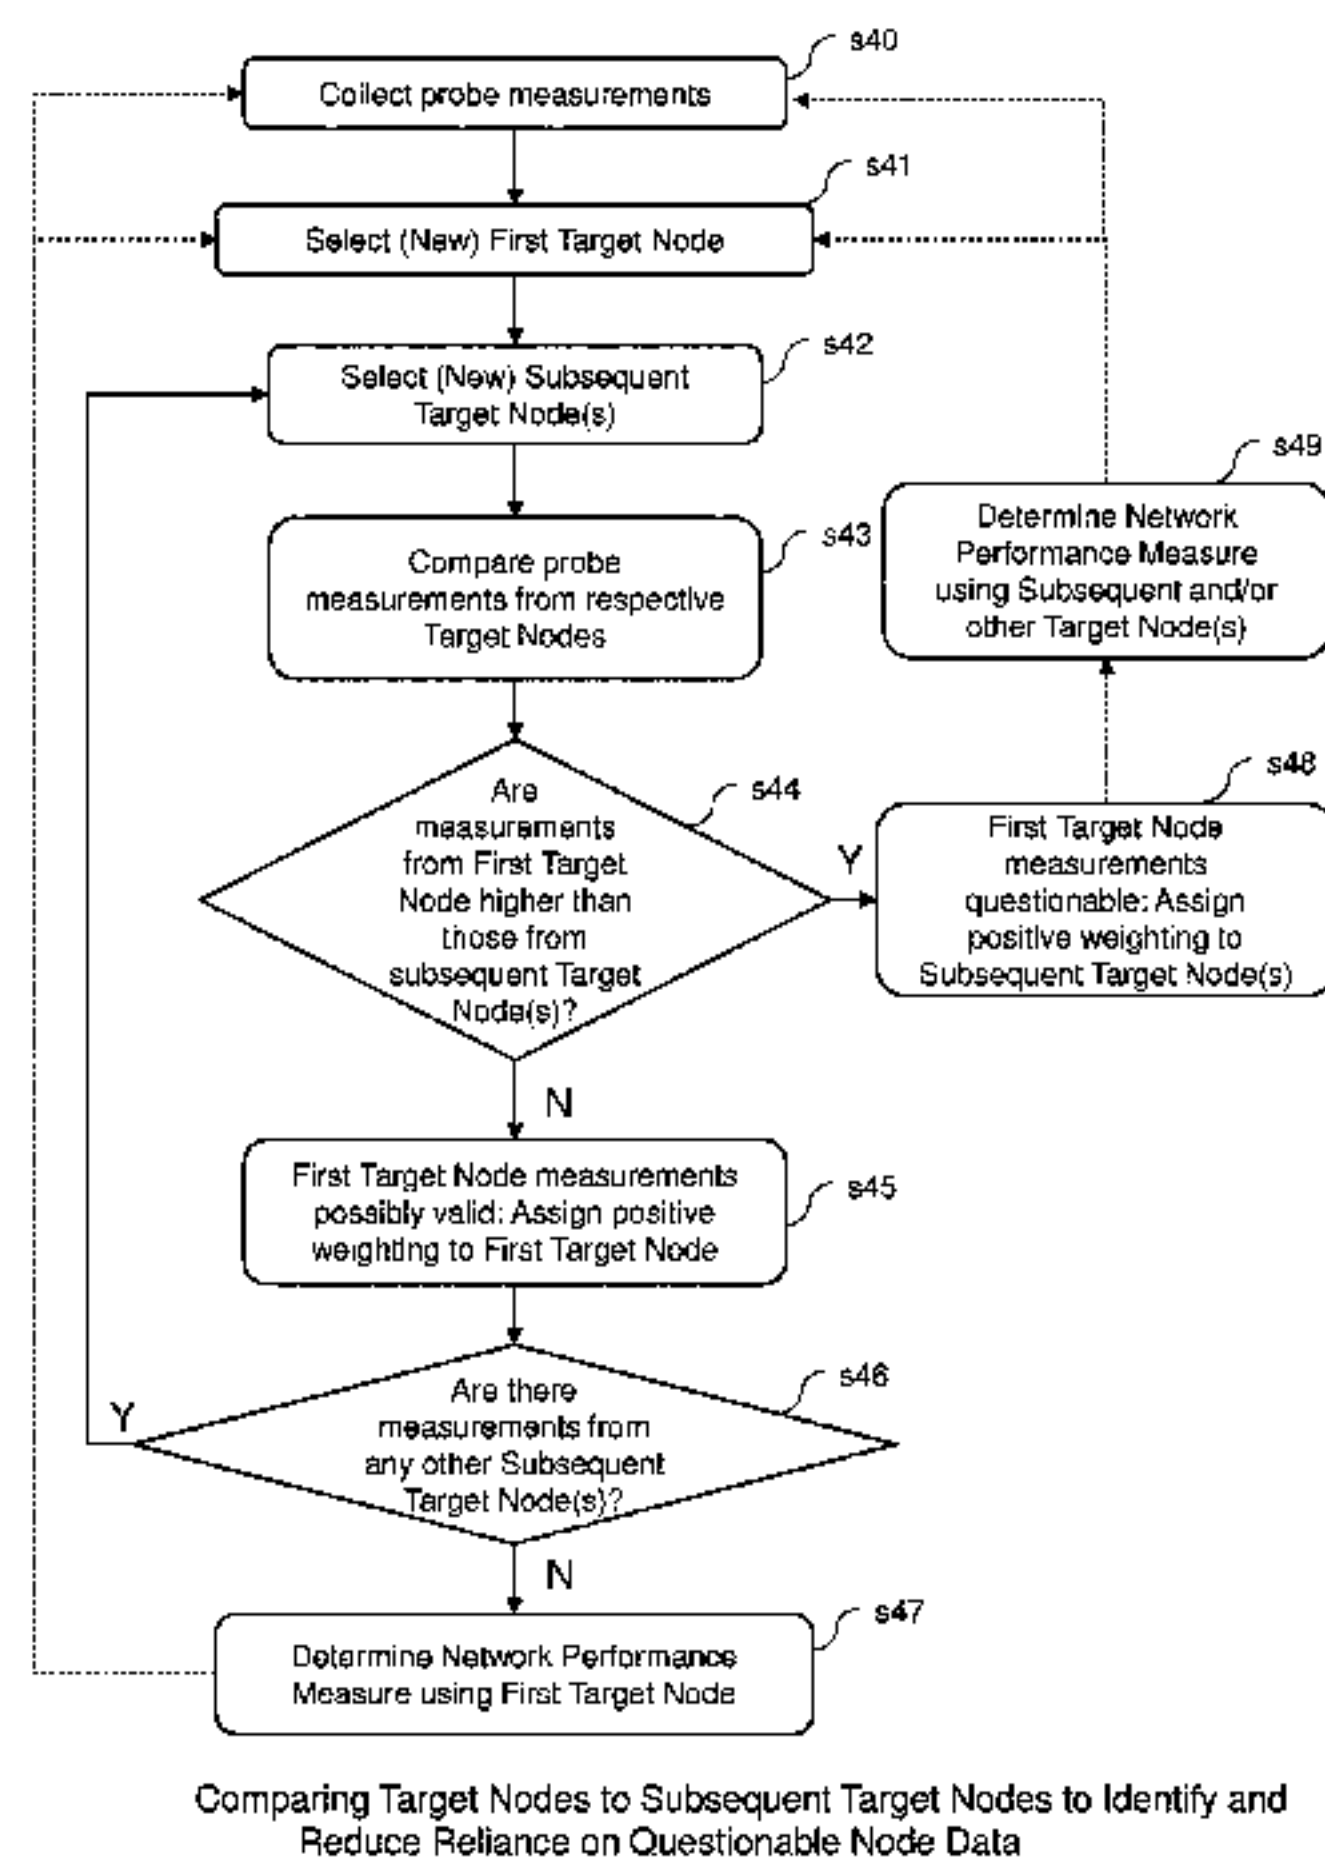 s40
Collect probe measurements
s41
Select (New) First Target Node
s42
Select (New) Subsequent
Target Node(s)
s43
Compare probe
measurements from respective
Target Nodes
s49
Determine Network
Performance Measure
using Subsequent and/or
other Target Node(s)
s44
Are
measurements
from First Target
Node higher than
those from
subsequent Target
Node(s)?
Y
s48
First Target Node
measurements
questionable: Assign
positive weighting to
Subsequent Target Node(s)
N
s45
First Target Node measurements
possibly valid: Assign positive
weighting to First Target Node
s46
Are there
measurements from
any other Subsequent
Target Node(s)?
Y
N
s47
Determine Network Performance
Measure using First Target Node
Comparing Target Nodes to Subsequent Target Nodes to Identify and
Reduce Reliance on Questionable Node Data